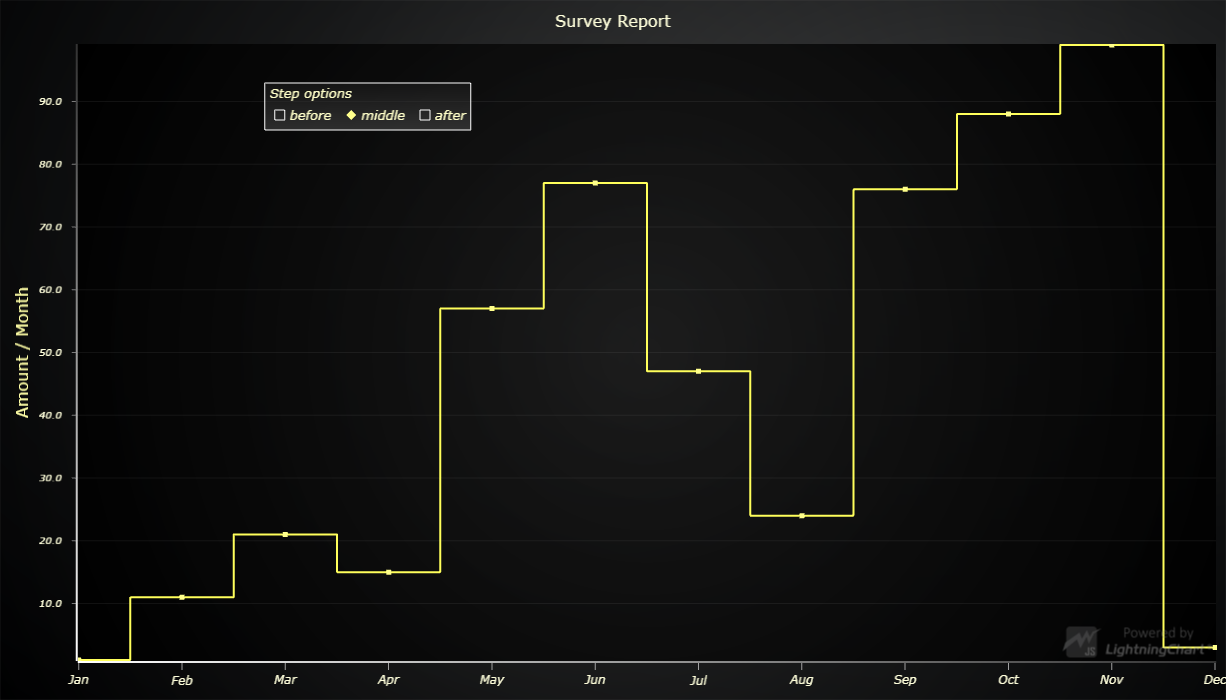 Survey Report
Step options
before middle after
Amount / Month
90.0
80.0
70.0
60.0
50.0
40.0
30.0
20.0
10.0
Powered by
JS LightningChart
Jan Feb Mar Apr May Jun Jul Aug Sep Oct Nov Dec